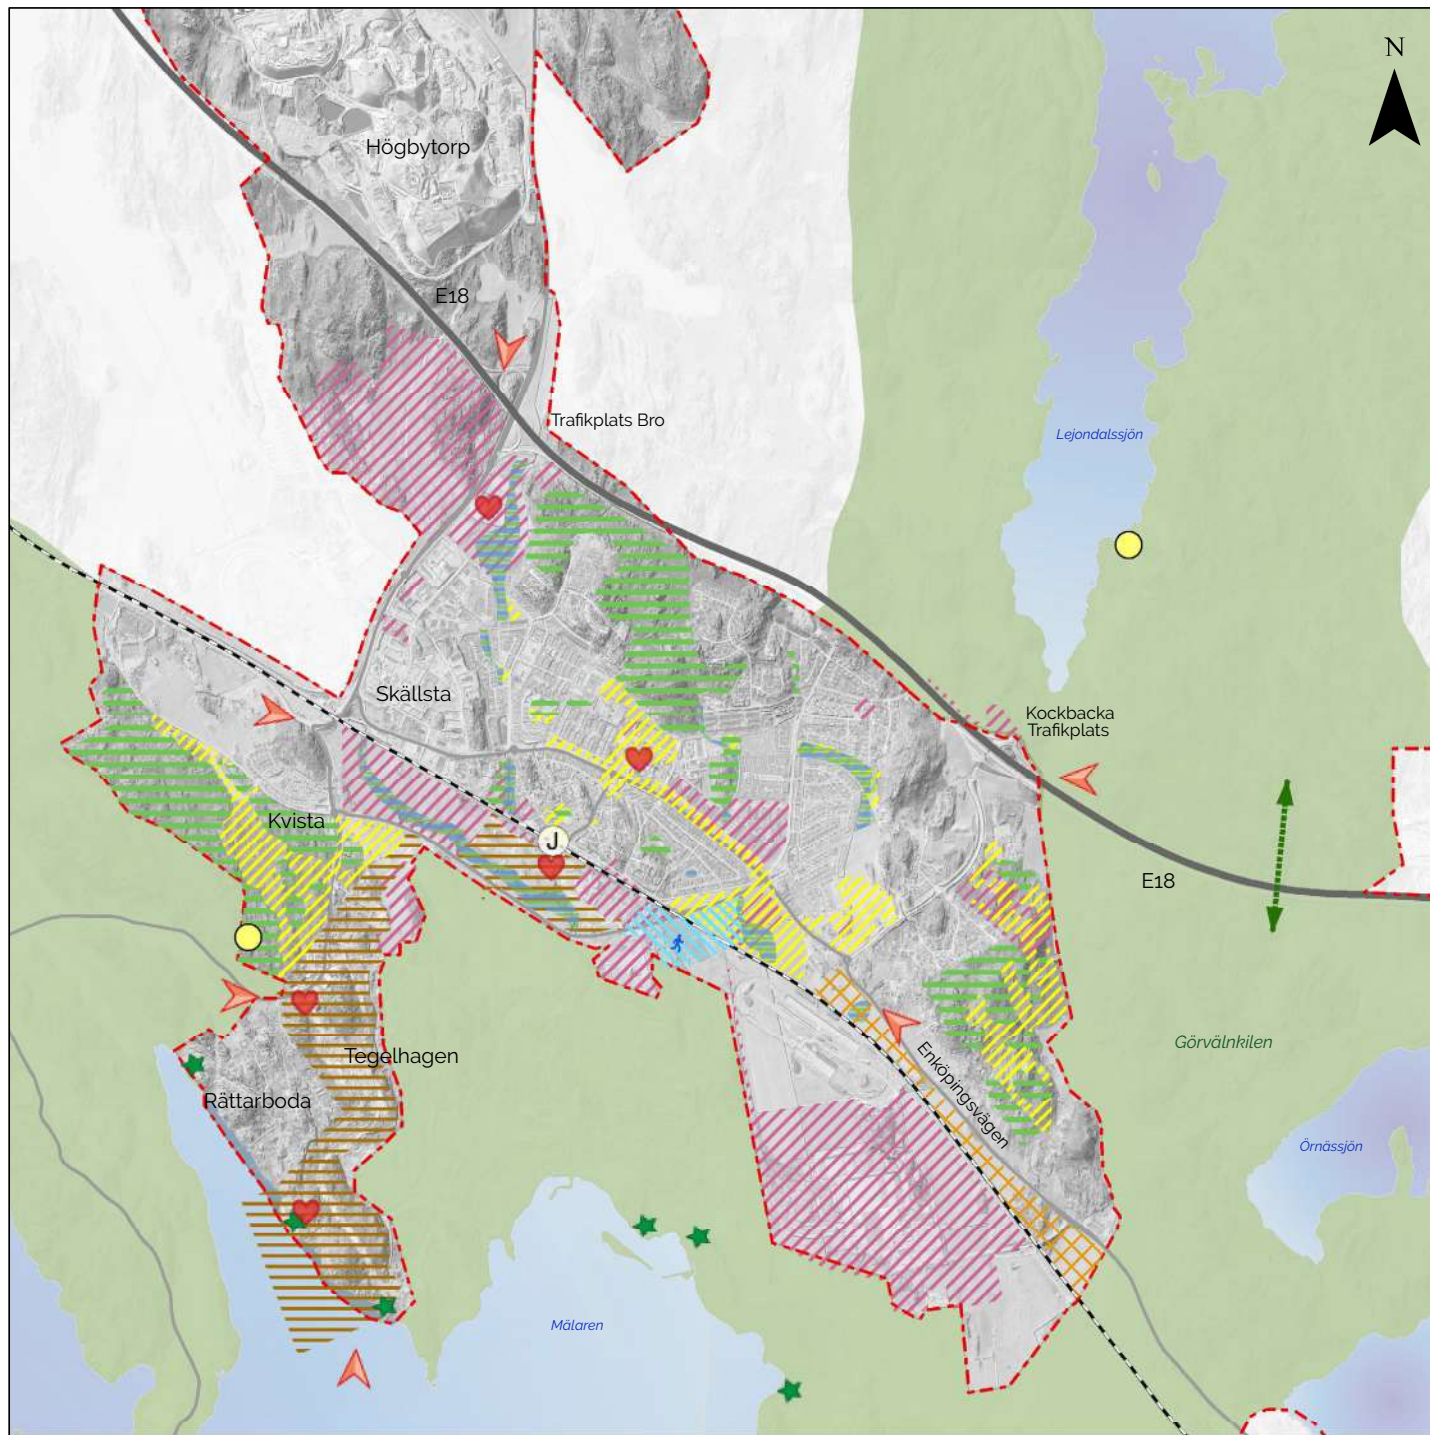 N
Högbytorp
E18
Trafikplats Bro
Lejondalssjön
Skällsta
Kockbacka
Trafikplats
Kvista
J
E18
Görvälnkilen
Tegelhagen
Enköpingsvägen
Rättarboda
Örnässjön
Mälaren